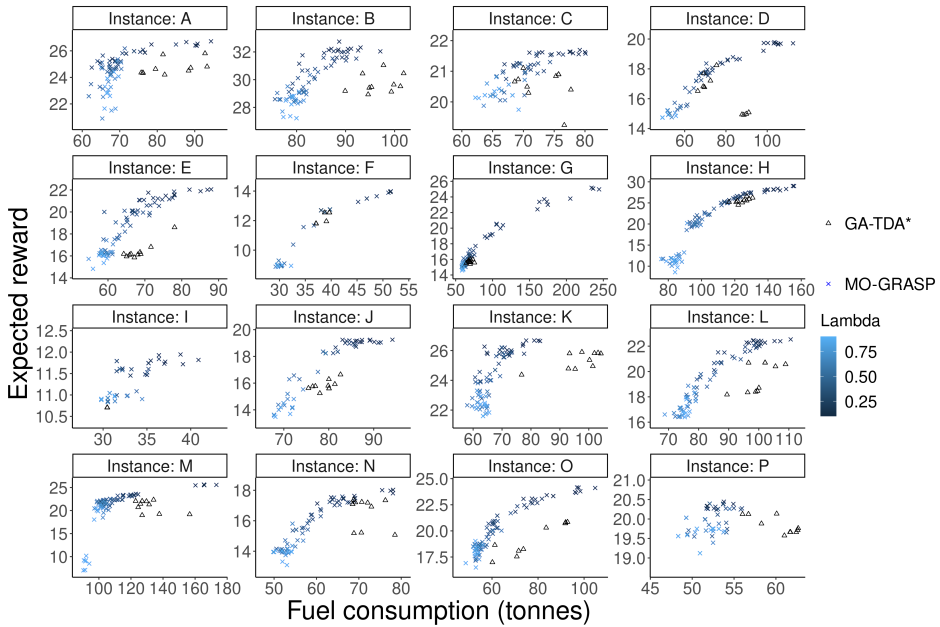 Instance: A Instance: B Instance: C Instance: D
26 24 22
32 30 28
22 21 20
20 18 16 14
60 70 80 90
80 90 100
60 65 70 75 80
60 80 100
Instance: E Instance: F Instance: G Instance: H
22 20 18 16 14
14 12 10 8
26 24 22 20 18 16 14
30 25 20 15 10
60 70 80 90
30 35 40 45 50 55
50 100 150 200 250
80 100 120 140 160
Instance: I Instance: J Instance: K Instance: L
12.5 12.0 11.5 11.0 10.5
20 18 16 14
26 24 22
22 20 18 16
30 35 40
70 80 90
60 70 80 90 100
70 80 90 100 110
Instance: M Instance: N Instance: O Instance: P
25 20 15 10
18 16 14
25.0 22.5 20.0 17.5
21.0 20.5 20.0 19.5 19.0
100 120 140 160 180
50 60 70 80
60 80 100
45 50 55 60
Expected reward
Fuel consumption (tonnes)
GA-TDA*
MO-GRASP
Lambda
0.75
0.50
0.25